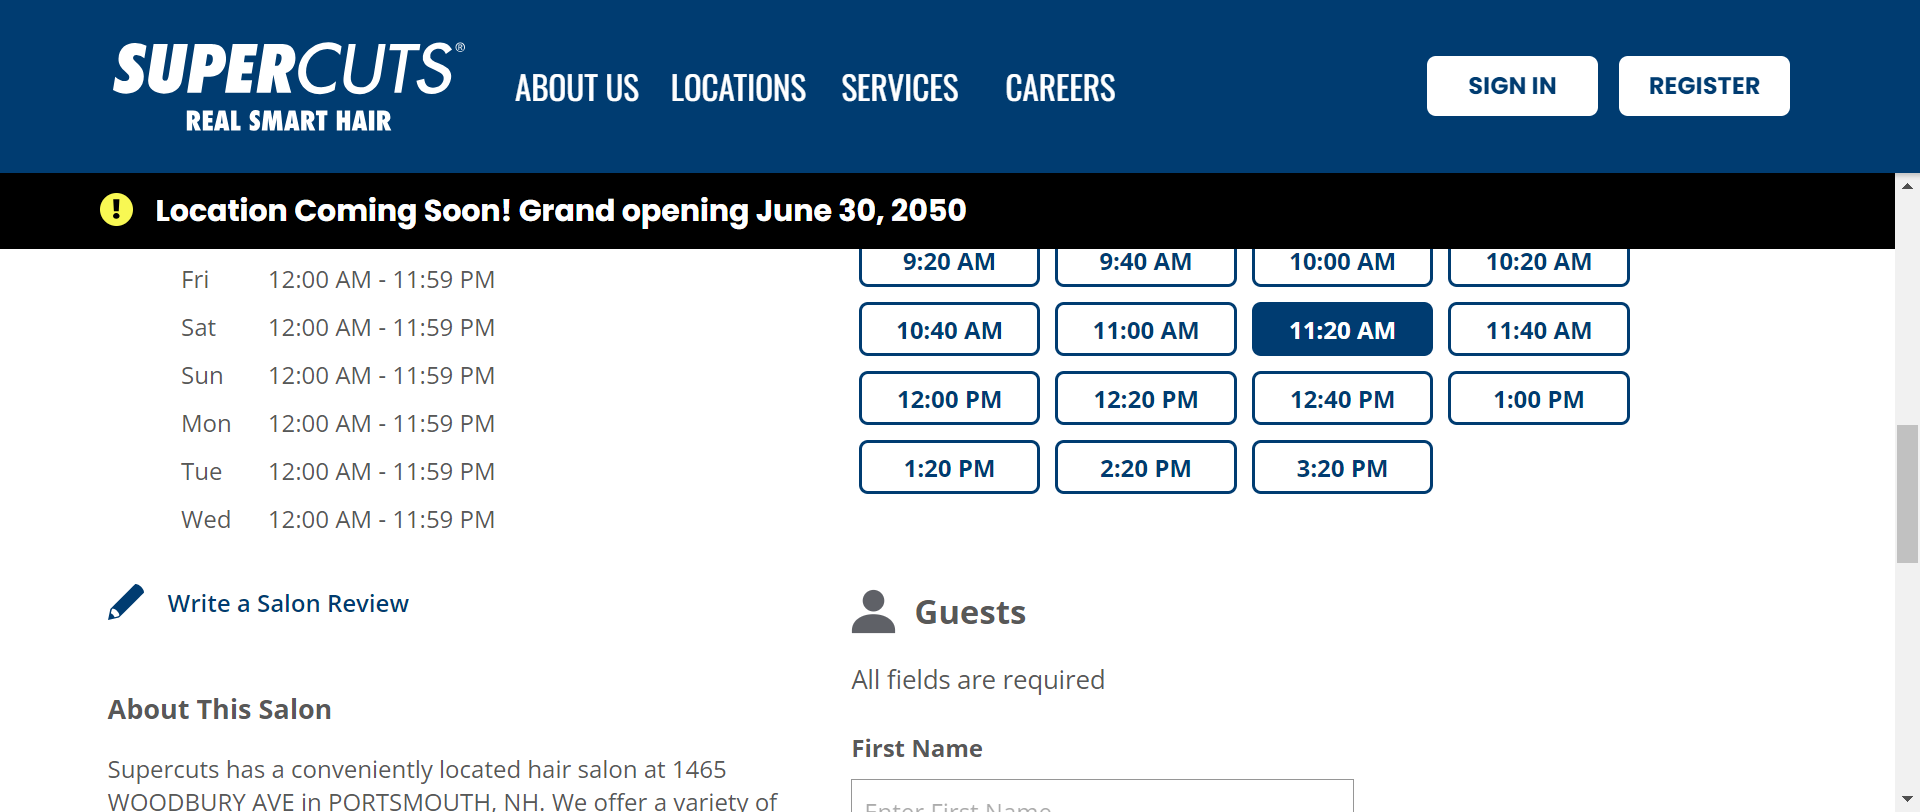 SUPERCUTS®
REAL SMART HAIR
ABOUT US LOCATIONS SERVICES CAREERS
SIGN IN REGISTER
Location Coming Soon! Grand opening June 30, 2050
Fri 12:00 AM - 11:59 PM
Sat 12:00 AM - 11:59 PM
Sun 12:00 AM - 11:59 PM
Mon 12:00 AM - 11:59 PM
Tue 12:00 AM - 11:59 PM
Wed 12:00 AM - 11:59 PM
Write a Salon Review
About This Salon
Supercuts has a conveniently located hair salon at 1465
WOODBURY AVE in PORTSMOUTH, NH. We offer a variety of
9:20 AM 9:40 AM 10:00 AM 10:20 AM
10:40 AM 11:00 AM 11:20 AM 11:40 AM
12:00 PM 12:20 PM 12:40 PM 1:00 PM
1:20 PM 2:20 PM 3:20 PM
Guests
All fields are required
First Name
Enter First Name